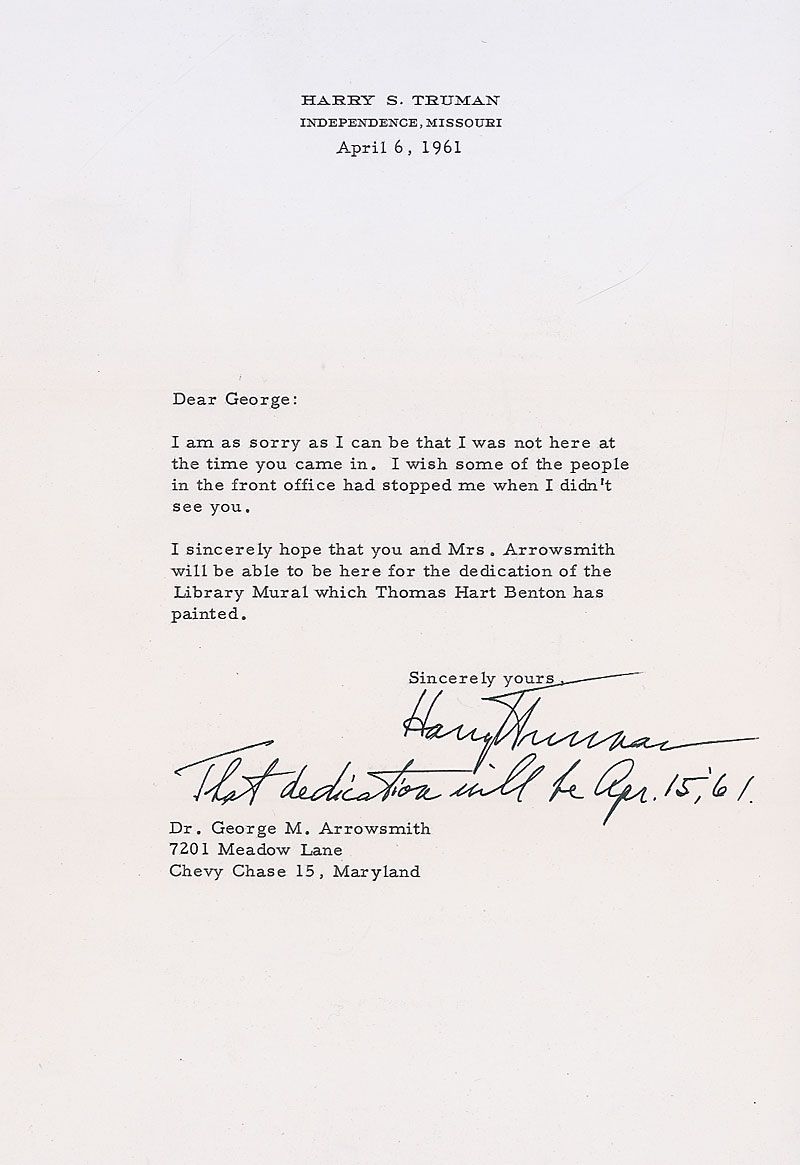 HARRY S. TRUMAN
INDEPENDENCE, MISSOURI
April 6, 1961
Dear George:
I am as sorry as I can be that I was not here at
the time you came in. I wish some of the people
in the front office had stopped me when I didn't
see you.
I sincerely hope that you and Mrs. Arrowsmith
will be able to be here for the dedication of the
Library Mural which Thomas Hart Benton has
painted.
Sincerely yours,
Harry Truman
That dedication will be Apr. 15, '61.
Dr. George M. Arrowsmith
7201 Meadow Lane
Chevy Chase 15, Maryland